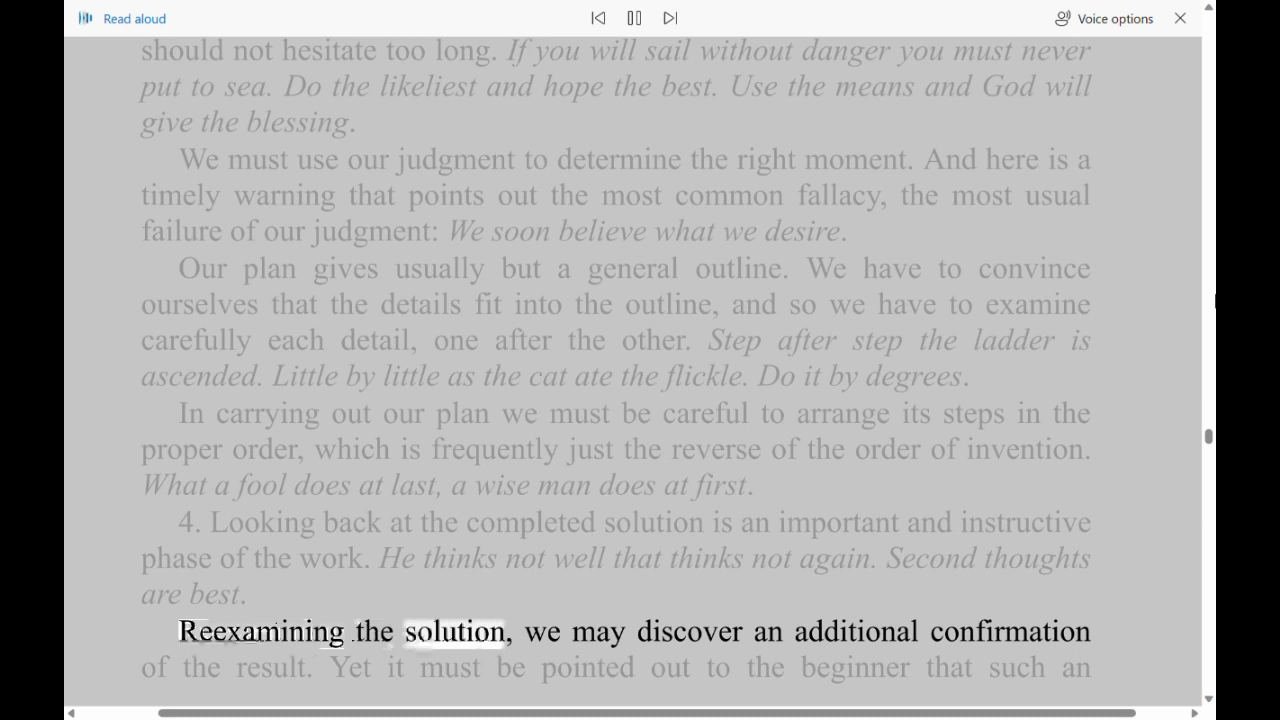 Read aloud
Voice options
should not hesitate too long. If you will sail without danger you must never
put to sea. Do the likeliest and hope the best. Use the means and God will
give the blessing.
We must use our judgment to determine the right moment. And here is a
timely warning that points out the most common fallacy, the most usual
failure of our judgment: We soon believe what we desire.
Our plan gives usually but a general outline. We have to convince
ourselves that the details fit into the outline, and so we have to examine
carefully each detail, one after the other. Step after step the ladder is
ascended. Little by little as the cat ate the flickle. Do it by degrees.
In carrying out our plan we must be careful to arrange its steps in the
proper order, which is frequently just the reverse of the order of invention.
What a fool does at last, a wise man does at first.
4. Looking back at the completed solution is an important and instructive
phase of the work. He thinks not well that thinks not again. Second thoughts
are best.
Reexamining the solution, we may discover an additional confirmation
of the result. Yet it must be pointed out to the beginner that such an